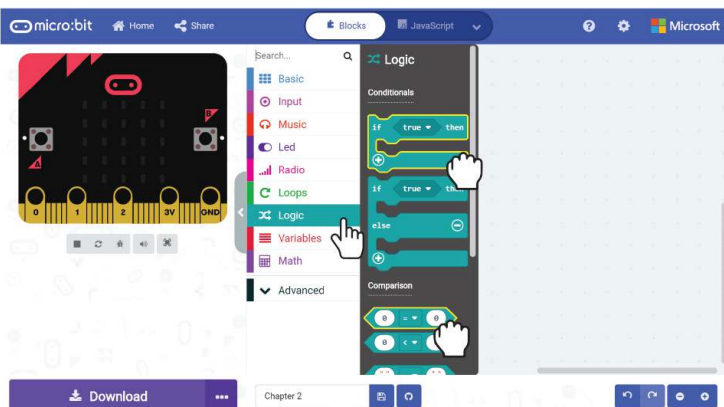 micro:bit Home Share Blocks JavaScript Microsoft
Search...
Basic
Input
Music
Led
Radio
Loops
Logic
Variables
Math
Advanced
Logic
Conditionals
if true then
if true then
else
Comparison
0 = 0
0 <
A
B
0 1 2 3V GND
Download
Chapter 2